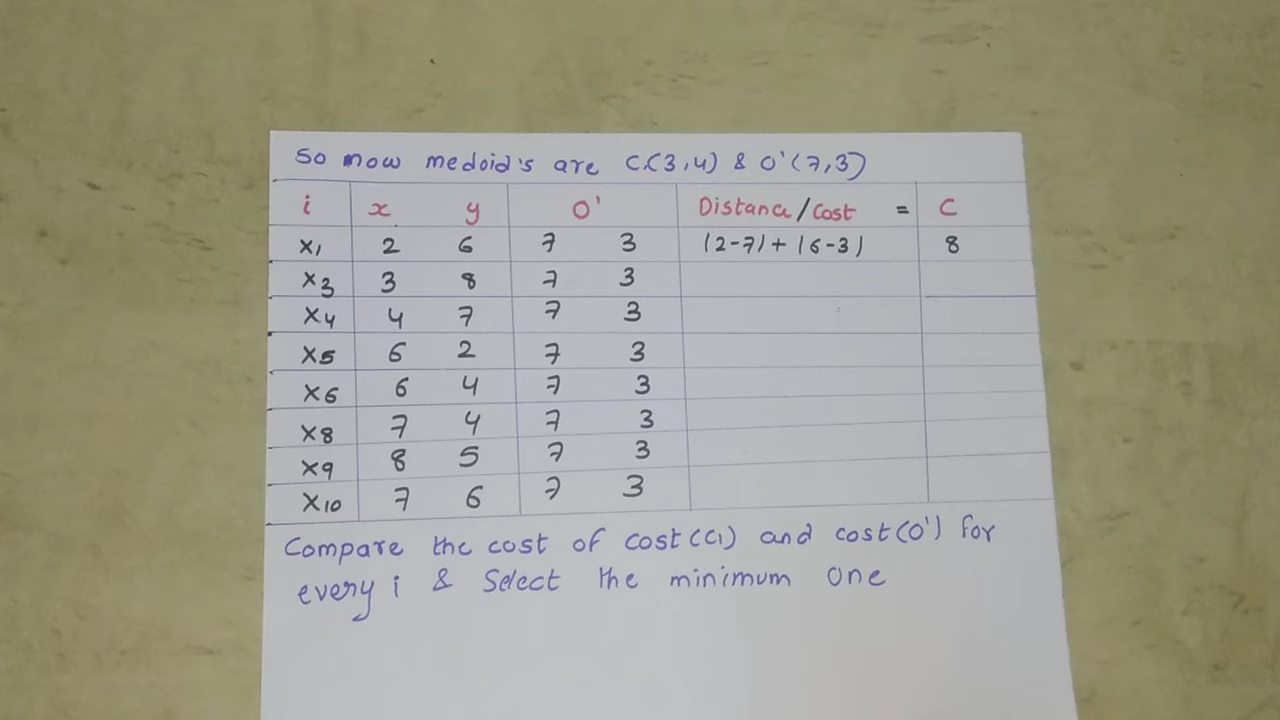 So now medoid's are C.(3,4) & O'(7,3)
i x y O' Distance/Cost = C
X1 2 6 7 3 |2-7|+|6-3| 8
X3 3 8 7 3
X4 4 7 7 3
X5 6 2 7 3
X6 6 4 7 3
X8 7 4 7 3
X9 8 5 7 3
X10 7 6 7 3
Compare the cost of cost(C1) and cost(O') for
every i & Select the minimum one